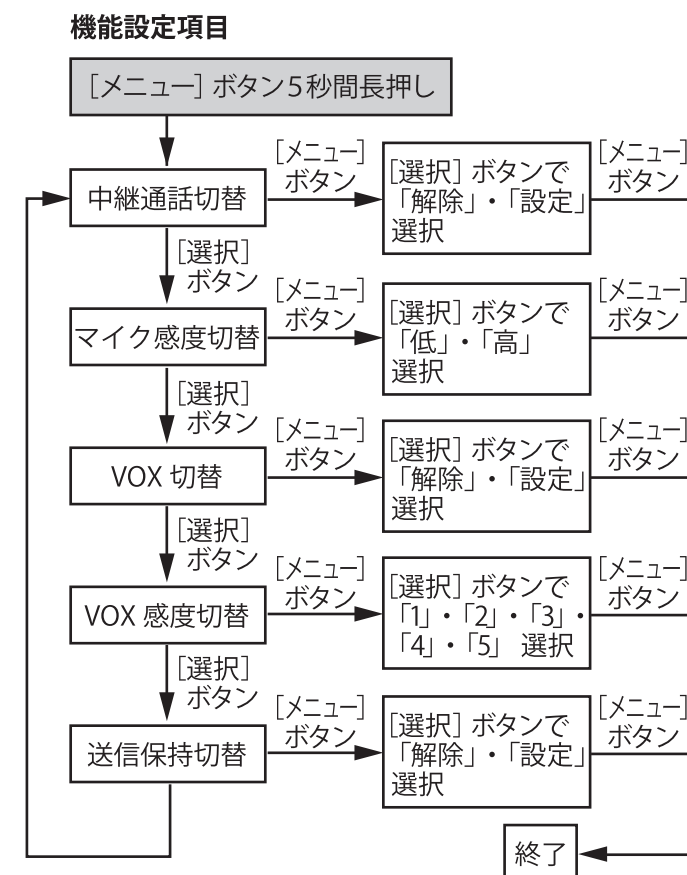 機能設定項目
［メニュー］ボタン5秒間長押し
中継通話切替
［メニュー］
ボタン
［選択］ボタンで
「解除」・「設定」
選択
［メニュー］
ボタン
［選択］
ボタン
マイク感度切替
［メニュー］
ボタン
［選択］ボタンで
「低」・「高」
選択
［メニュー］
ボタン
［選択］
ボタン
VOX 切替
［メニュー］
ボタン
［選択］ボタンで
「解除」・「設定」
選択
［メニュー］
ボタン
［選択］
ボタン
VOX 感度切替
［メニュー］
ボタン
［選択］ボタンで
「1」・「2」・「3」・
「4」・「5」 選択
［メニュー］
ボタン
［選択］
ボタン
送信保持切替
［メニュー］
ボタン
［選択］ボタンで
「解除」・「設定」
選択
［メニュー］
ボタン
終了